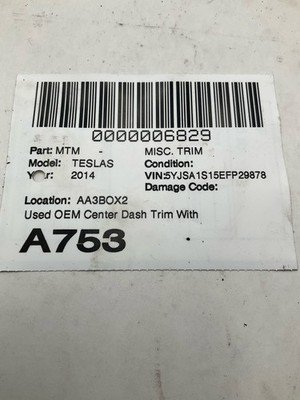 0000006829
Part: MTM - MISC. TRIM
Model: TESLAS Condition:
Year: 2014 VIN:5YJSA1S15EFP29878
Damage Code:
Location: AA3BOX2
Used OEM Center Dash Trim With
A753